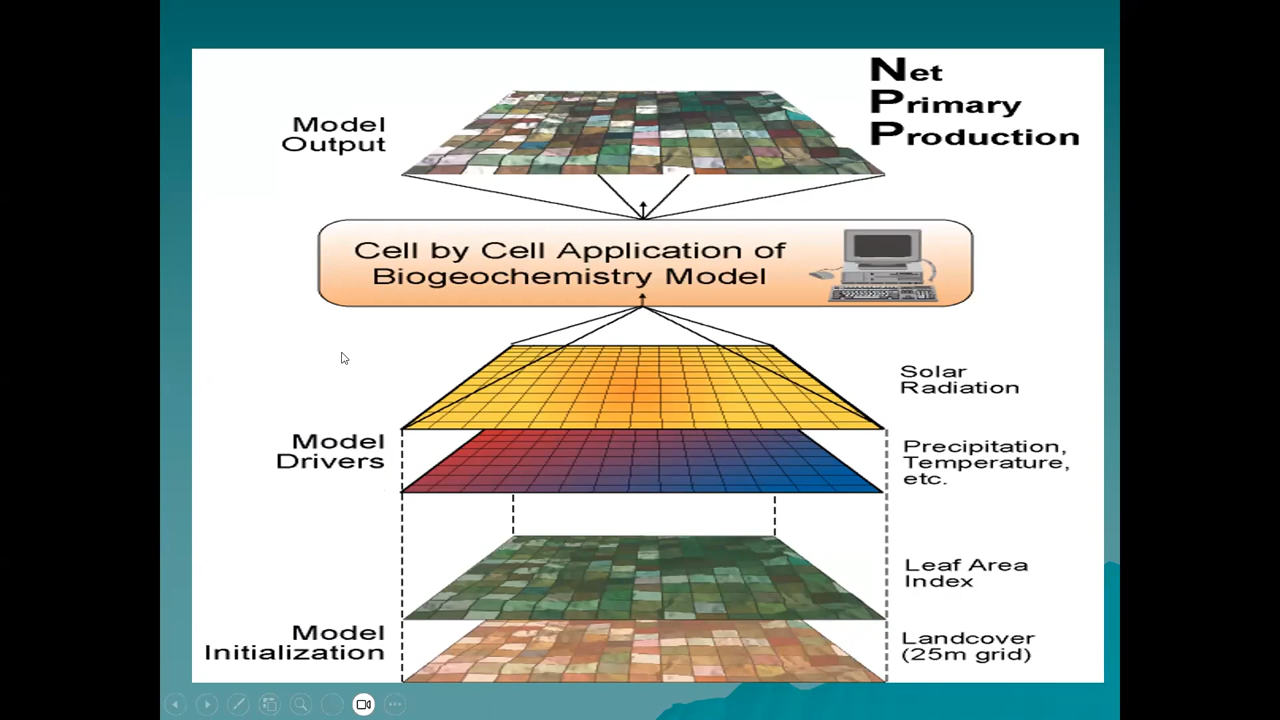 Net
Primary
Production
Model
Output
Cell by Cell Application of
Biogeochemistry Model
Solar
Radiation
Model
Drivers
Precipitation,
Temperature,
etc.
Leaf Area
Index
Model
Initialization
Landcover
(25m grid)